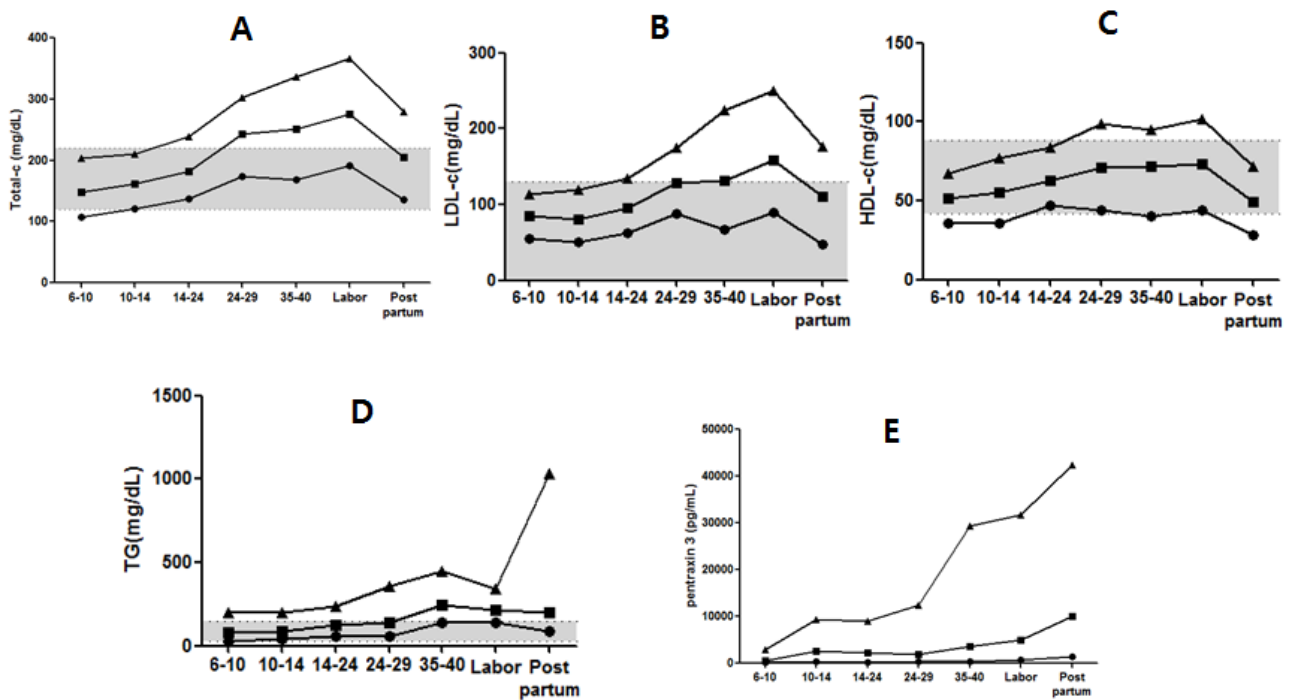 A
Total-c (mg/dL)
400
300
200
100
0
6-10 10-14 14-24 24-29 35-40 Labor Post
partum
B
LDL-c(mg/dL)
300
200
100
0
6-10 10-14 14-24 24-29 35-40 Labor Post
partum
C
HDL-c(mg/dL)
150
100
50
0
6-10 10-14 14-24 24-29 35-40 Labor Post
partum
D
TG(mg/dL)
1500
1000
500
0
6-10 10-14 14-24 24-29 35-40 Labor Post
partum
E
pentraxin 3 (pg/mL)
50000
40000
30000
20000
10000
0
6-10 10-14 14-24 24-29 35-40 Labor Post
partum